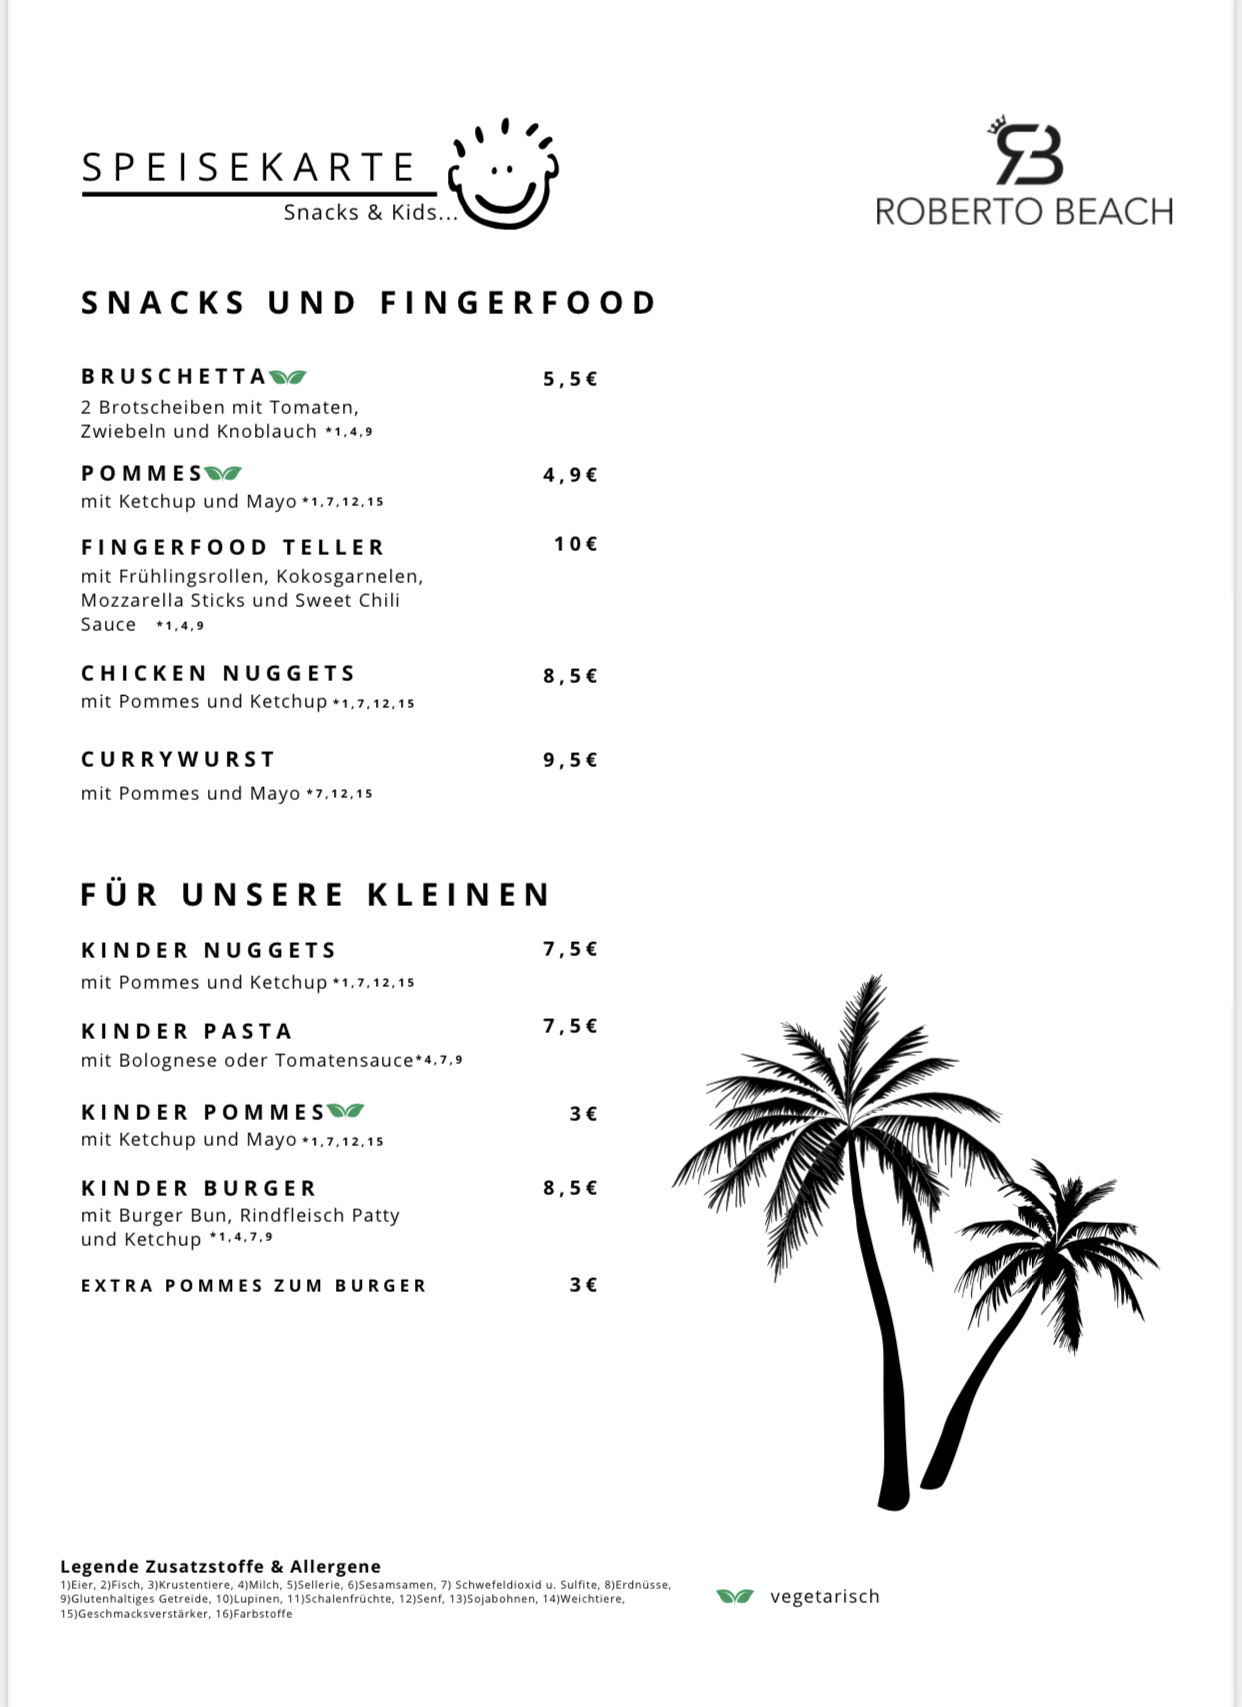 SPEISEKARTE
Snacks & Kids...
ROBERTO BEACH
SNACKS UND FINGERFOOD
BRUSCHETTA 5,5€
2 Brotscheiben mit Tomaten,
Zwiebeln und Knoblauch *1,4,9
POMMES 4,9€
mit Ketchup und Mayo *1,7,12,15
FINGERFOOD TELLER 10€
mit Frühlingsrollen, Kokosgarnelen,
Mozzarella Sticks und Sweet Chili
Sauce *1,4,9
CHICKEN NUGGETS 8,5€
mit Pommes und Ketchup *1,7,12,15
CURRYWURST 9,5€
mit Pommes und Mayo *7,12,15
FÜR UNSERE KLEINEN
KINDER NUGGETS 7,5€
mit Pommes und Ketchup *1,7,12,15
KINDER PASTA 7,5€
mit Bolognese oder Tomatensauce*4,7,9
KINDER POMMES 3€
mit Ketchup und Mayo *1,7,12,15
KINDER BURGER 8,5€
mit Burger Bun, Rindfleisch Patty
und Ketchup *1,4,7,9
EXTRA POMMES ZUM BURGER 3€
Legende Zusatzstoffe & Allergene
1)Eier, 2)Fisch, 3)Krustentiere, 4)Milch, 5)Sellerie, 6)Sesamsamen, 7) Schwefeldioxid u. Sulfite, 8)Erdnüsse,
9)Glutenhaltiges Getreide, 10)Lupinen, 11)Schalenfrüchte, 12)Senf, 13)Sojabohnen, 14)Weichtiere,
15)Geschmacksverstärker, 16)Farbstoffe
vegetarisch